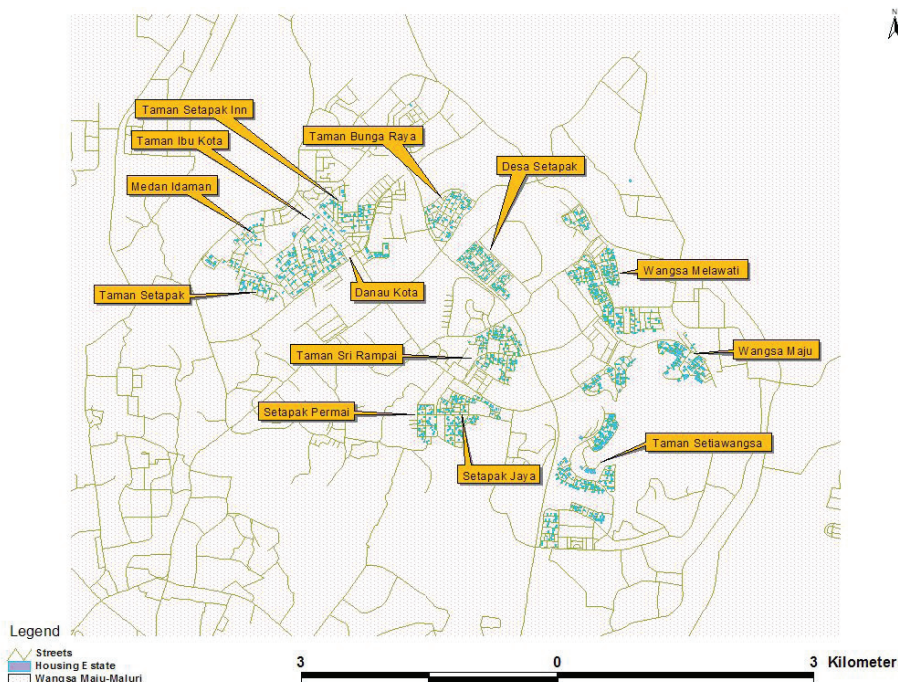 N
Taman Setapak Inn
Taman Ibu Kota
Taman Bunga Raya
Medan Idaman
Desa Setapak
Wangsa Melawati
Taman Setapak
Danau Kota
Taman Sri Rampai
Wangsa Maju
Setapak Permai
Taman Setiawangsa
Setapak Jaya
Legend
Streets
Housing Estate
Wangsa Maju-Maluri
3 0 3 Kilometer